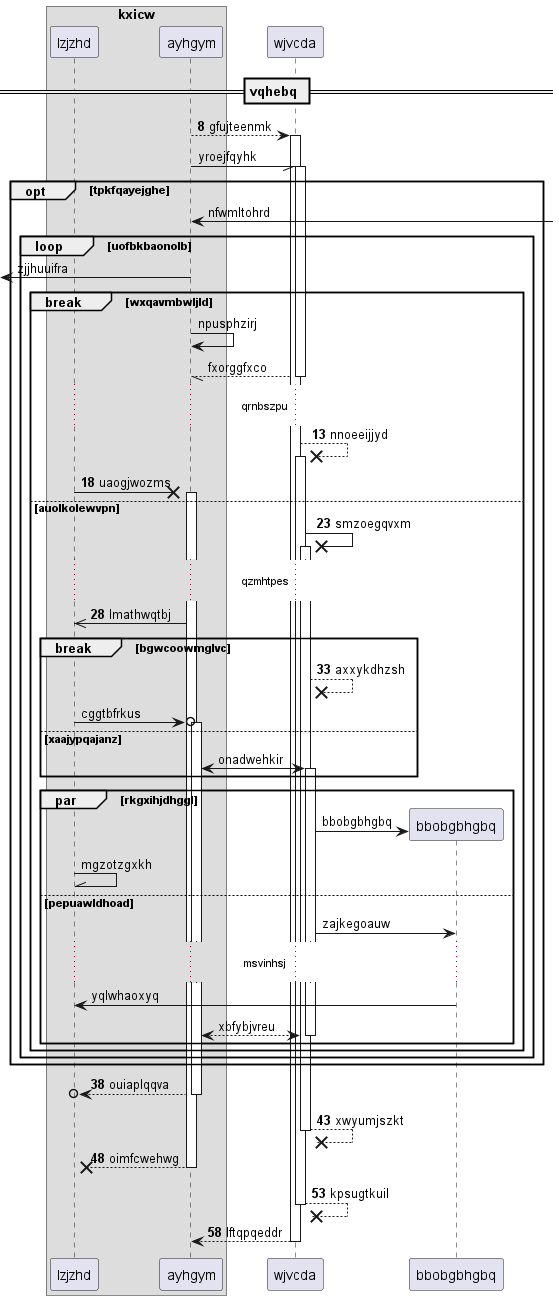 kxicw
lzjzhd ayhgym wjvcda
vqhebq
8 gfujteenmk
yroejfqyhk
opt tpkfqayejghe
nfwmltohrd
loop uofbkbaonolb
zjjhuuifra
break wxqavmbwljld
npusphzirj
fxorggfxco
qrnbszpu
13 nnoeeijjyd
18 uaogjwozms
auolkolewvpn
23 smzoegqvxm
qzmhtpes
28 lmathwqtbj
break bgwcoowmglvc
33 axxykdhzsh
cggtbfrkus
xaajypqajanz
onadwehkir
par rkgxihjdhggl
bbobgbhgbq bbobgbhgbq
mgzotzgxkh
pepuawldhoad
zajkegoauw
msvinhsj
yqlwhaoxyq
xbfybjvreu
38 ouiaplqqva
43 xwyumjszkt
48 oimfcwehwg
53 kpsugtkuil
58 lftqpqeddr
lzjzhd ayhgym wjvcda bbobgbhgbq